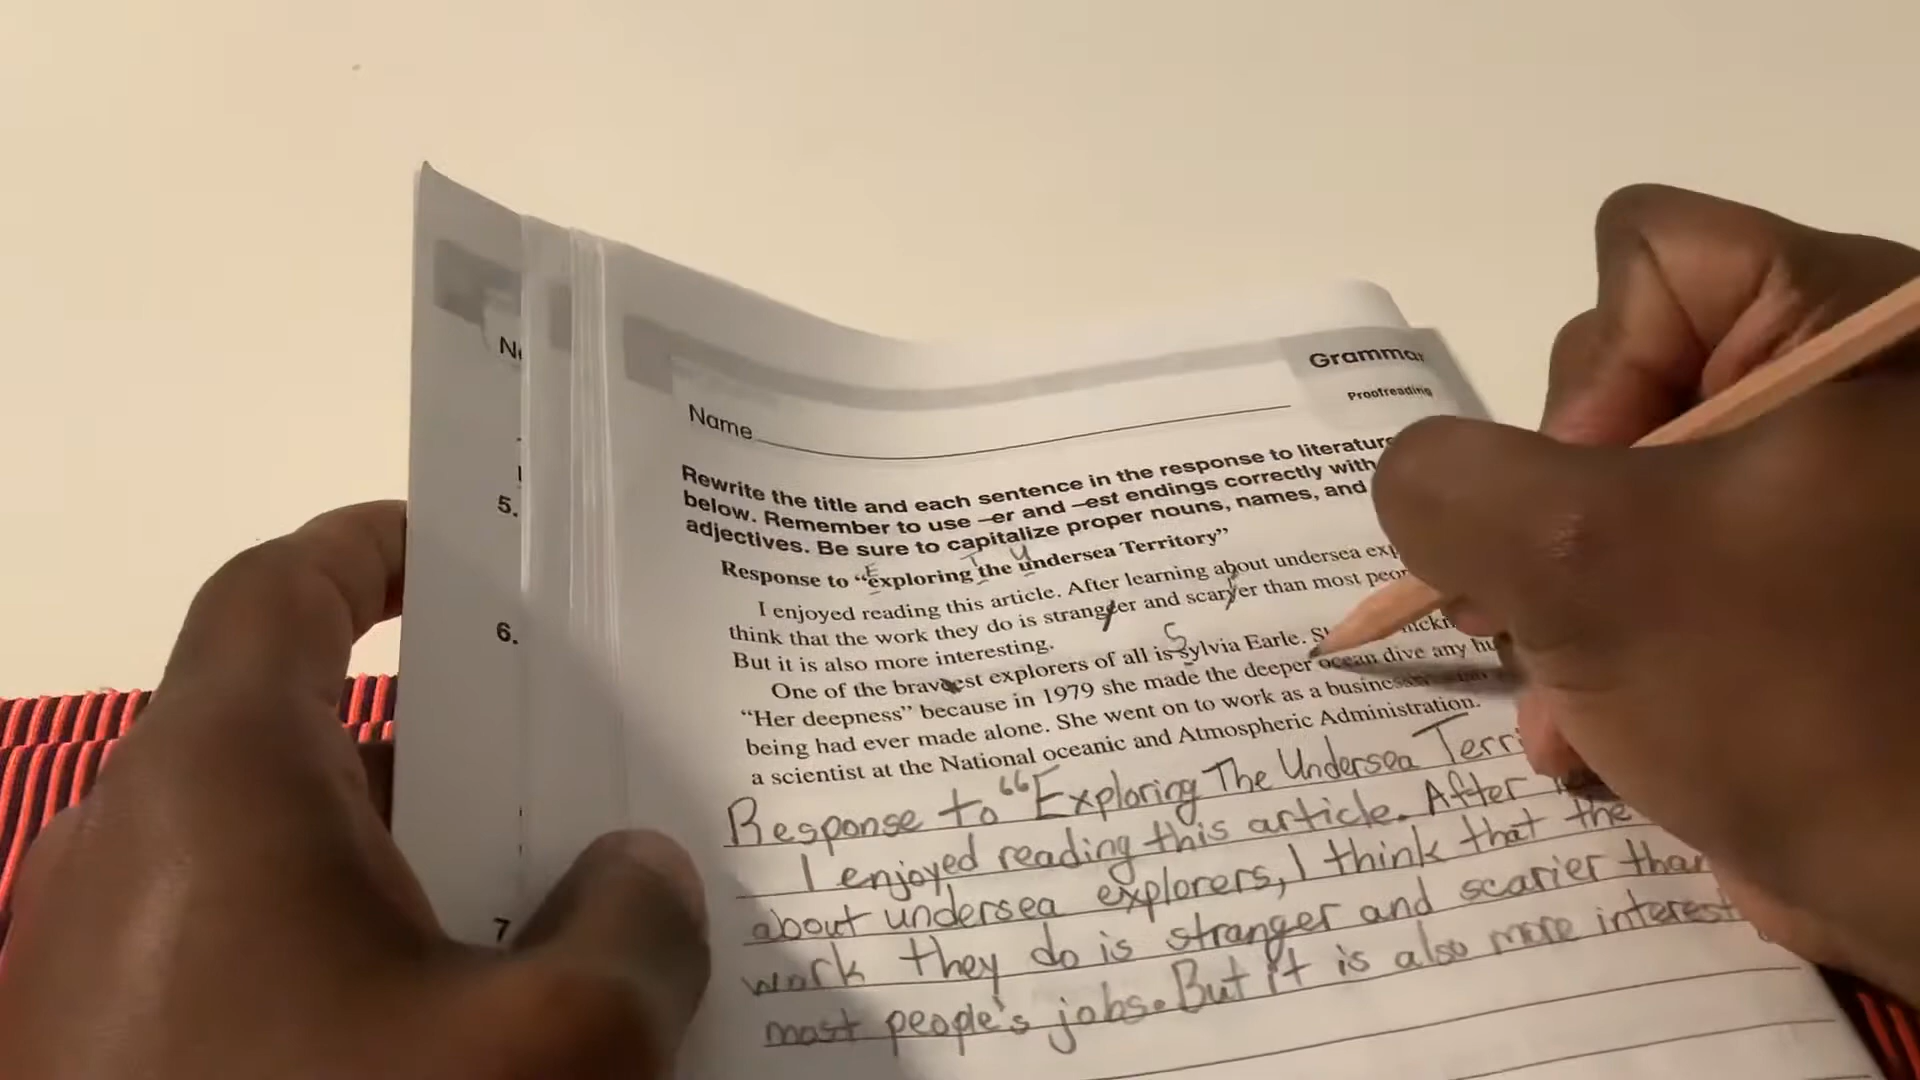 Grammar
Proofreading
Name
Rewrite the title and each sentence in the response to literature
below. Remember to use –er and –est endings correctly with
adjectives. Be sure to capitalize proper nouns, names, and
E T U
Response to “exploring the undersea Territory”
I enjoyed reading this article. After learning about undersea
think that the work they do is strangeer and scaryer than most
But it is also more interesting.
S
One of the braveest explorers of all is sylvia Earle.
“Her deepness” because in 1979 she made the deeper ocean dive any
being had ever made alone. She went on to work as a
a scientist at the National oceanic and Atmospheric Administration.
Response to “Exploring The Undersea
I enjoyed reading this article. After
about undersea explorers, I think that the
work they do is stranger and scarier than
most people's jobs. But it is also more
5.
6.
7